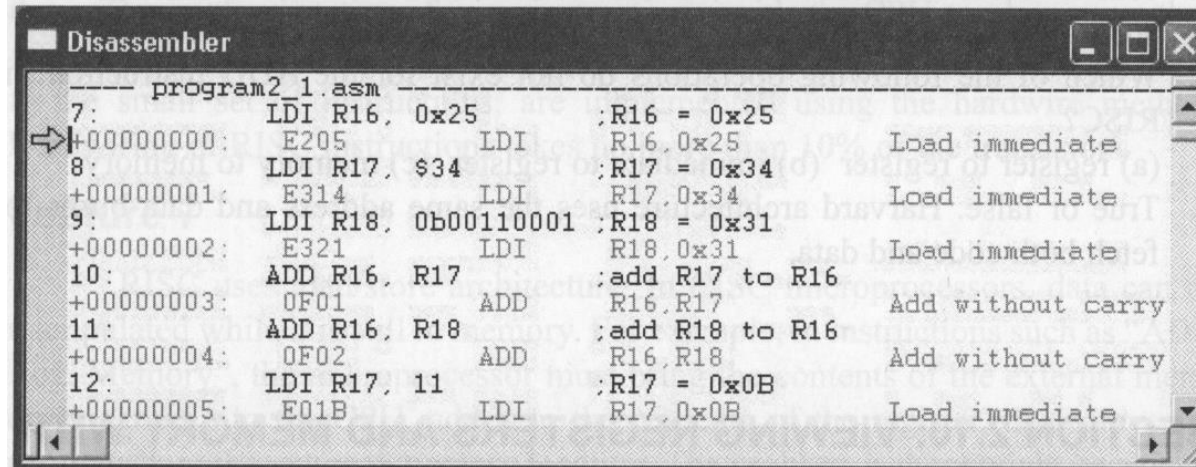 Disassembler
--- program2_1.asm ---
7: LDI R16, 0x25 ;R16 = 0x25
+00000000: E205 LDI R16,0x25 Load immediate
8: LDI R17, $34 ;R17 = 0x34
+00000001: E314 LDI R17,0x34 Load immediate
9: LDI R18, 0b00110001 ;R18 = 0x31
+00000002: E321 LDI R18,0x31 Load immediate
10: ADD R16, R17 ;add R17 to R16
+00000003: 0F01 ADD R16,R17 Add without carry
11: ADD R16, R18 ;add R18 to R16
+00000004: 0F02 ADD R16,R18 Add without carry
12: LDI R17, ;R17 = 0x0B
+00000005: E01B LDI R17,0x0B Load immediate